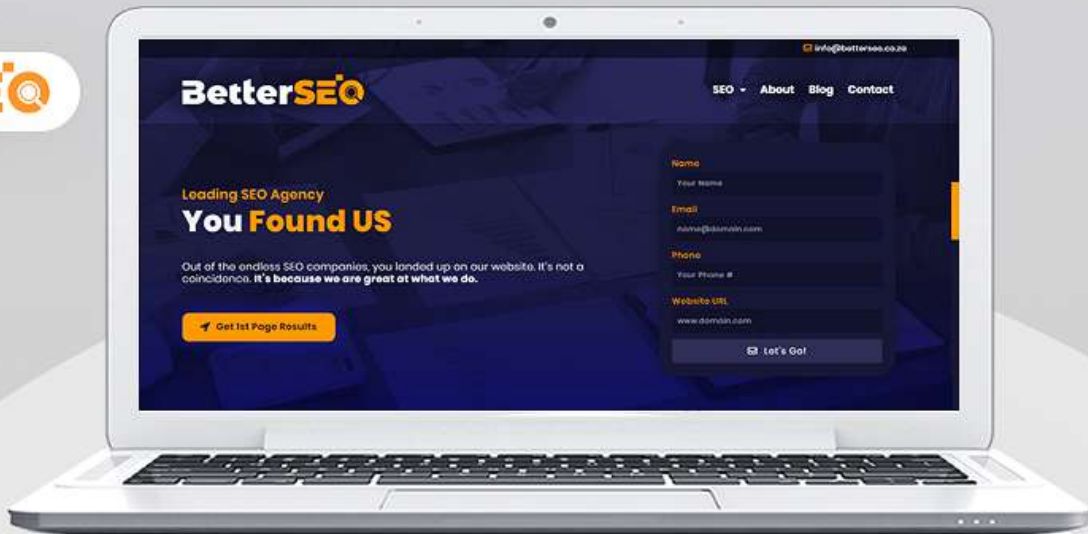 EQ
info@betterseo.co.za
BetterSEO
SEO About Blog Contact
Leading SEO Agency
You Found US
Out of the endless SEO companies, you landed up on our website. It's not a
coincidence. It's because we are great at what we do.
Get 1st Page Results
Name
Your Name
Email
name@domain.com
Phone
Your Phone #
Website URL
www.domain.com
Let's Go!